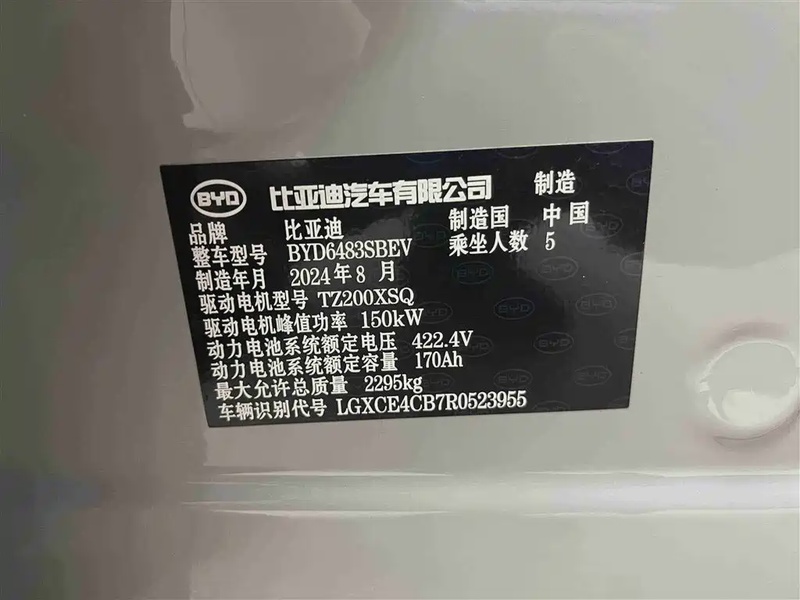 BYD 比亚迪汽车有限公司 制造
品牌 比亚迪 制造国 中国
整车型号 BYD6483SBEV 乘坐人数 5
制造年月 2024年8月
驱动电机型号 TZ200XSQ
驱动电机峰值功率 150kW
动力电池系统额定电压 422.4V
动力电池系统额定容量 170Ah
最大允许总质量 2295kg
车辆识别代号 LGXCE4CB7R0523955